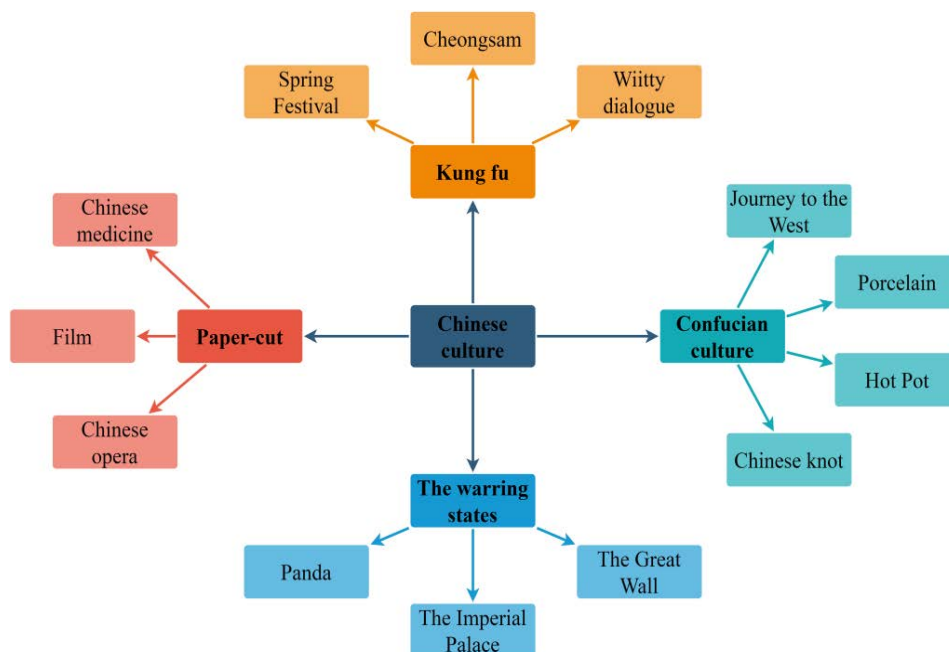 Cheongsam
Spring
Festival
Wiitty
dialogue
Kung fu
Chinese
medicine
Journey to the
West
Porcelain
Film
Paper-cut
Chinese
culture
Confucian
culture
Hot Pot
Chinese
opera
Chinese knot
The warring
states
Panda
The Great
Wall
The Imperial
Palace